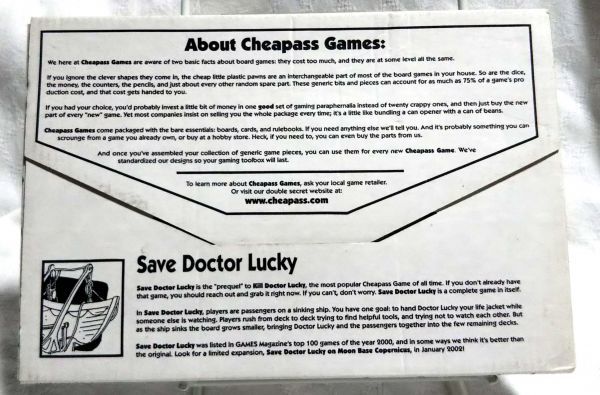 About Cheapass Games:
We here at Cheapass Games are aware of two basic facts about board games: they cost too much, and they are at some level all the same.
If you ignore the clever shapes they come in, the cheap little plastic pawns are an interchangeable part of most of the board games in your house. So are the dice,
the money, the counters, the pencils, and just about every other random spare part. These generic bits and pieces can account for as much as 75% of a game's pro
duction cost, and that cost gets handed to you.
If you had your choice, you'd probably invest a little bit of money in one good set of gaming paraphernalia instead of twenty crappy ones, and then just buy the new
part of every "new" game. Yet most companies insist on selling you the whole package every time; it's a little like bundling a can opener with a can of beans.
Cheapass Games come packaged with the bare essentials: boards, cards, and rulebooks. If you need anything else we'll tell you. And it's probably something you can
scrounge from a game you already own, or buy at a hobby store. Heck, if you need to, you can even buy the parts from us.
And once you've assembled your collection of generic game pieces, you can use them for every new Cheapass Game. We've
standardized our designs so your gaming toolbox will last.
To learn more about Cheapass Games, ask your local game retailer.
Or visit our double secret website at:
www.cheapass.com
Save Doctor Lucky
Save Doctor Lucky is the "prequel" to Kill Doctor Lucky, the most popular Cheapass Game of all time. If you don't already have
that game, you should reach out and grab it right now. If you can't, don't worry. Save Doctor Lucky is a complete game in itself.
In Save Doctor Lucky, players are passengers on a sinking ship. You have one goal: to hand Doctor Lucky your life jacket while
someone else is watching. Players rush from deck to deck trying to find helpful tools, and trying not to watch each other. But
as the ship sinks the board grows smaller, bringing Doctor Lucky and the passengers together into the few remaining decks.
Save Doctor Lucky was listed in GAMES Magazine's top 100 games of the year 2000, and in some ways we think it's better than
the original. Look for a limited expansion, Save Doctor Lucky on Moon Base Copernicus, in January 2002!